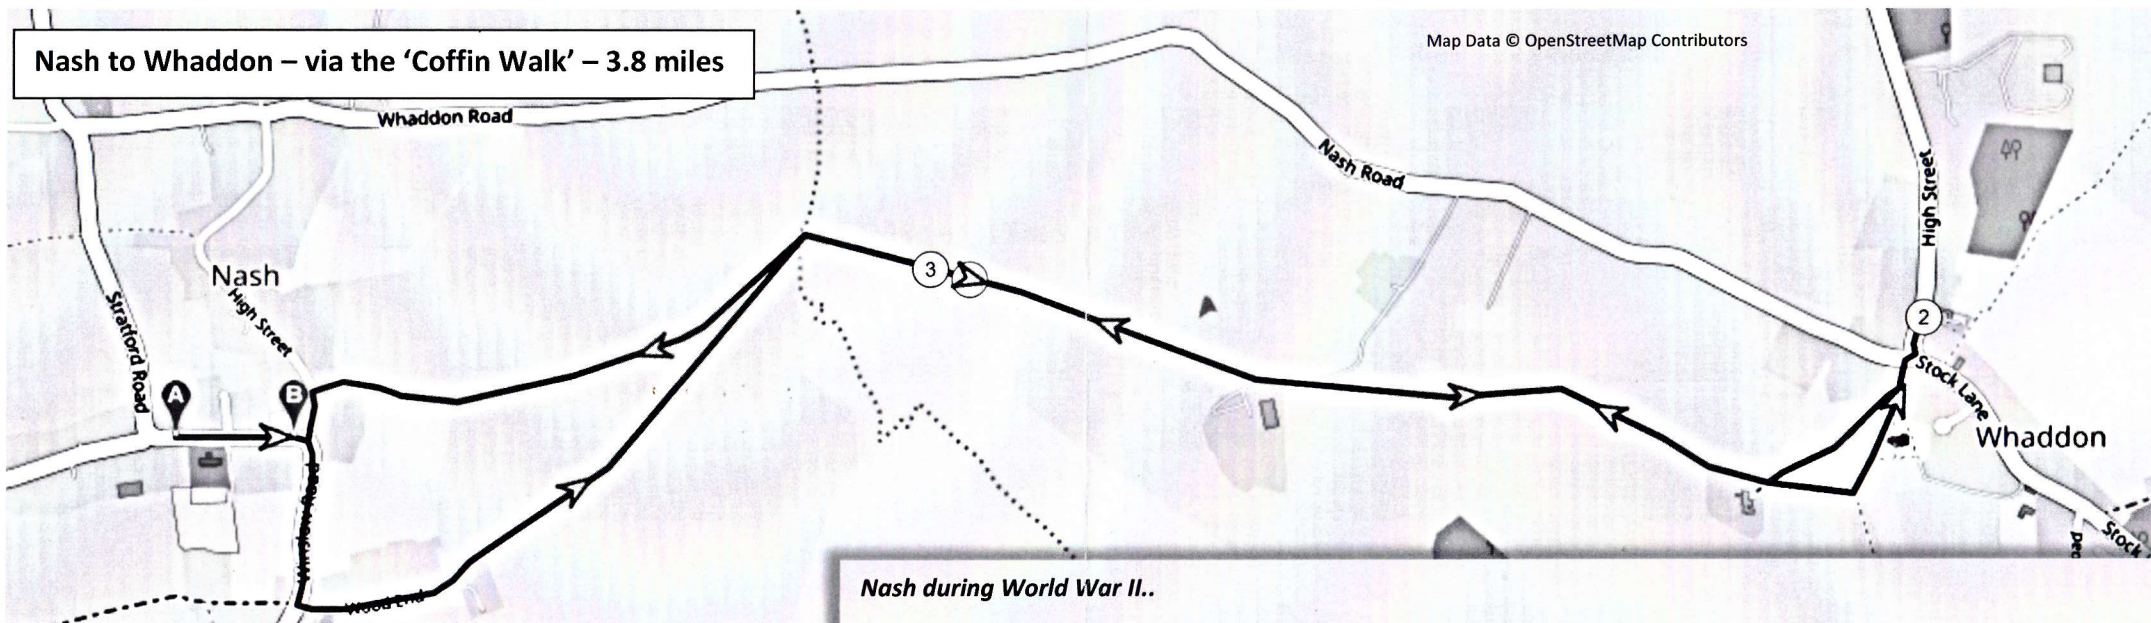 Nash to Whaddon – via the ‘Coffin Walk’ – 3.8 miles
Map Data © OpenStreetMap Contributors
Whaddon Road
Nash Road
High Street
Nash
High Street
Stratford Road
A
B
3
2
Stock Lane
Whaddon
Winslow Road
Wood End
Stock
Nash during World War II..